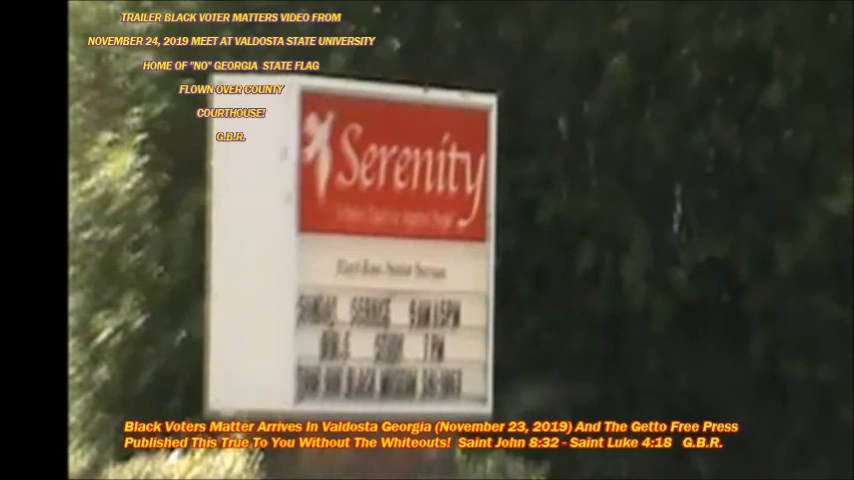 TRAILER BLACK VOTER MATTERS VIDEO FROM
NOVEMBER 24, 2019 MEET AT VALDOSTA STATE UNIVERSITY
HOME OF "NO" GEORGIA STATE FLAG
FLOWN OVER COUNTY
COURTHOUSE!
G.B.R.
Serenity
SUNDAY SERVICE
Black Voters Matter Arrives In Valdosta Georgia (November 23, 2019) And The Getto Free Press
Published This True To You Without The Whiteouts! Saint John 8:32 - Saint Luke 4:18 G.B.R.